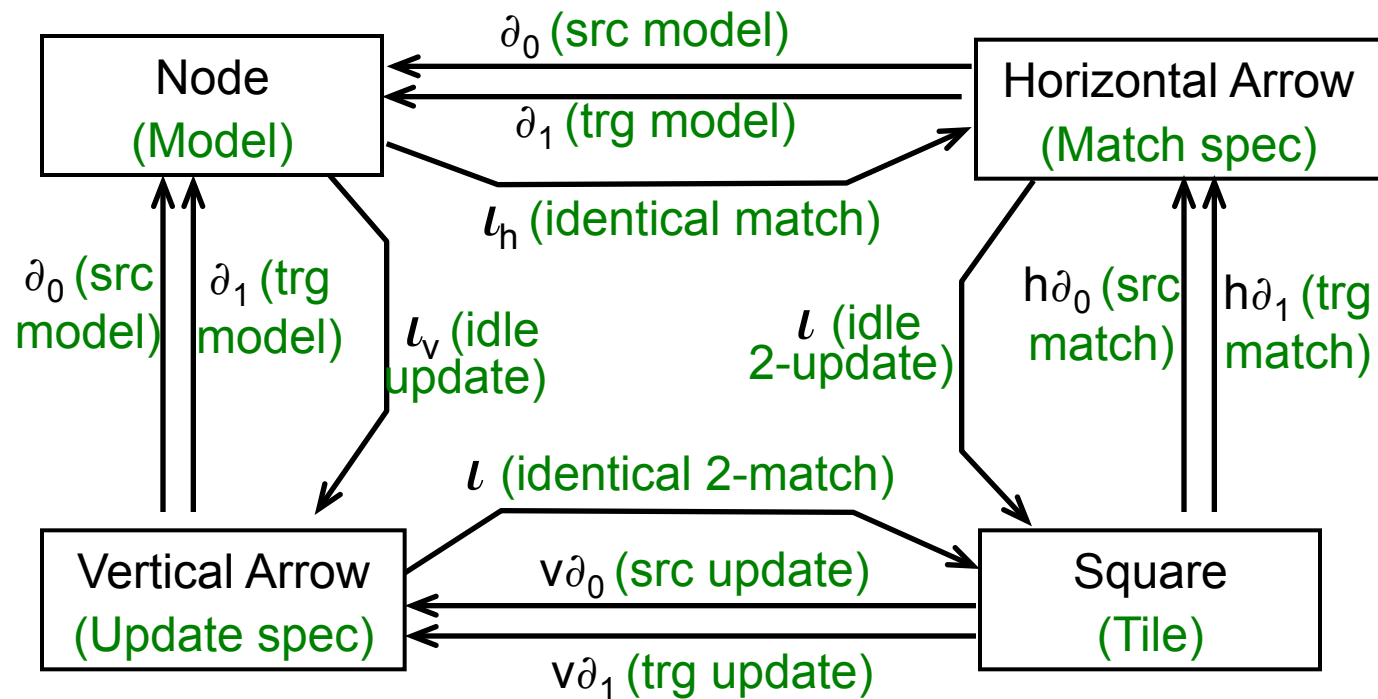 ∂₀ (src model)
Node
(Model)
Horizontal Arrow
(Match spec)
∂₁ (trg model)
ιₕ (identical match)
∂₀ (src
model)
∂₁ (trg
model)
ιᵥ (idle
update)
ι (idle
2-update)
h∂₀ (src
match)
h∂₁ (trg
match)
ι (identical 2-match)
Vertical Arrow
(Update spec)
v∂₀ (src update)
Square
(Tile)
v∂₁ (trg update)